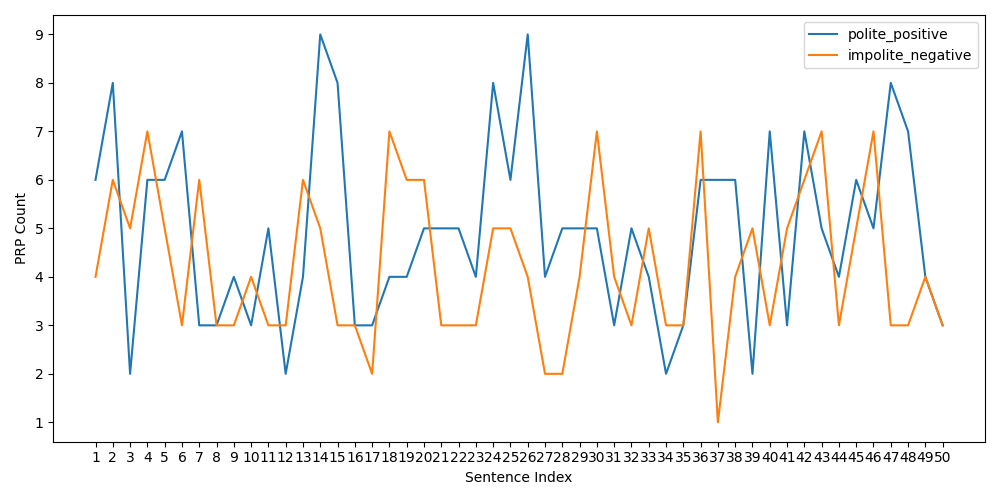 polite_positive
impolite_negative
9
8
7
6
5
4
3
2
1
PRP Count
1 2 3 4 5 6 7 8 9 10 11 12 13 14 15 16 17 18 19 20 21 22 23 24 25 26 27 28 29 30 31 32 33 34 35 36 37 38 39 40 41 42 43 44 45 46 47 48 49 50
Sentence Index